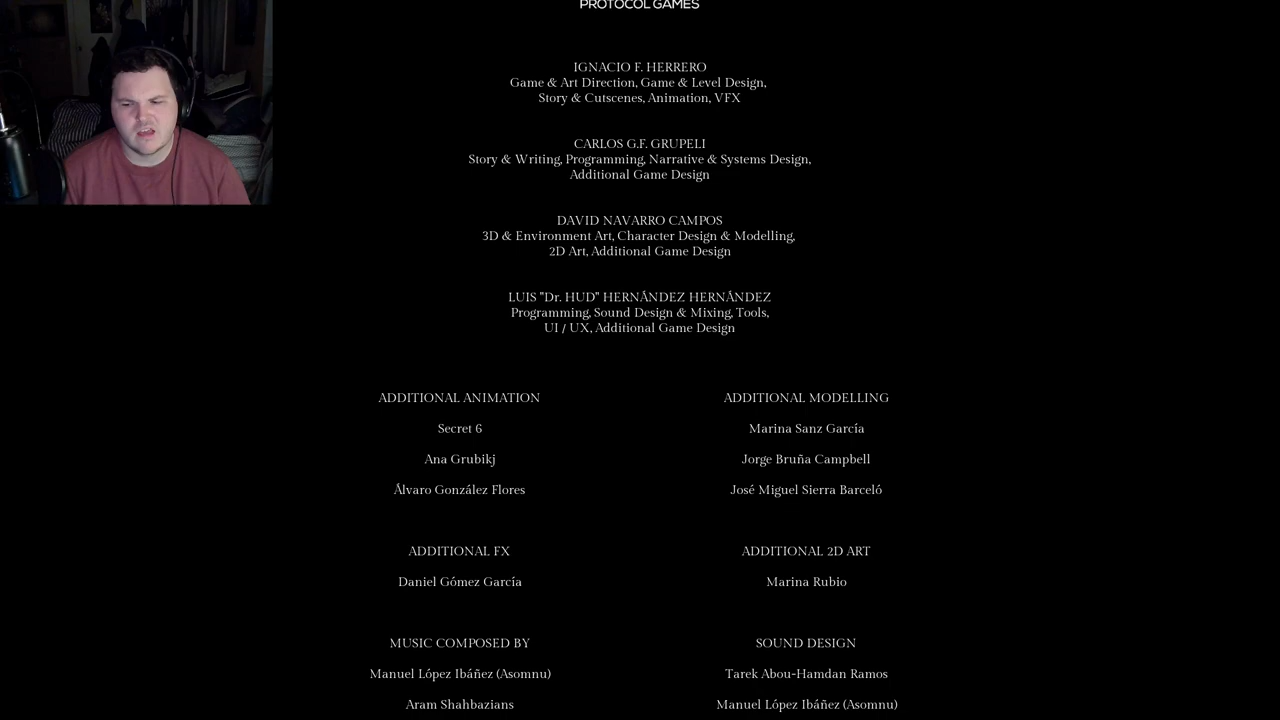 PROTOCOL GAMES
IGNACIO F. HERRERO
Game & Art Direction, Game & Level Design,
Story & Cutscenes, Animation, VFX
CARLOS G.F. GRUPELI
Story & Writing, Programming, Narrative & Systems Design,
Additional Game Design
DAVID NAVARRO CAMPOS
3D & Environment Art, Character Design & Modelling,
2D Art, Additional Game Design
LUIS "Dr. HUD" HERNÁNDEZ HERNÁNDEZ
Programming, Sound Design & Mixing, Tools,
UI / UX, Additional Game Design
ADDITIONAL ANIMATION
Secret 6
Ana Grubikj
Álvaro González Flores
ADDITIONAL MODELLING
Marina Sanz García
Jorge Bruña Campbell
José Miguel Sierra Barceló
ADDITIONAL FX
Daniel Gómez García
ADDITIONAL 2D ART
Marina Rubio
MUSIC COMPOSED BY
Manuel López Ibáñez (Asomnu)
Aram Shahbazians
SOUND DESIGN
Tarek Abou-Hamdan Ramos
Manuel López Ibáñez (Asomnu)